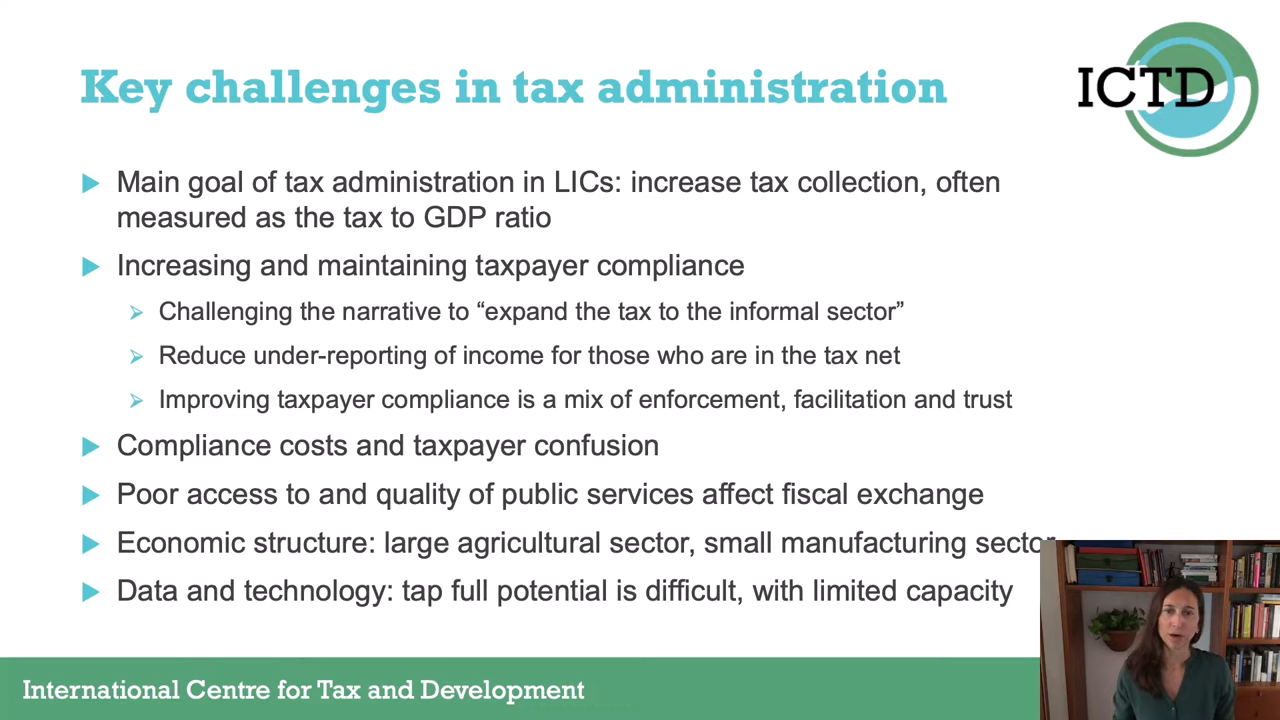 Key challenges in tax administration
ICTD
Main goal of tax administration in LICs: increase tax collection, often
measured as the tax to GDP ratio
Increasing and maintaining taxpayer compliance
Challenging the narrative to “expand the tax to the informal sector”
Reduce under-reporting of income for those who are in the tax net
Improving taxpayer compliance is a mix of enforcement, facilitation and trust
Compliance costs and taxpayer confusion
Poor access to and quality of public services affect fiscal exchange
Economic structure: large agricultural sector, small manufacturing sector
Data and technology: tap full potential is difficult, with limited capacity
International Centre for Tax and Development